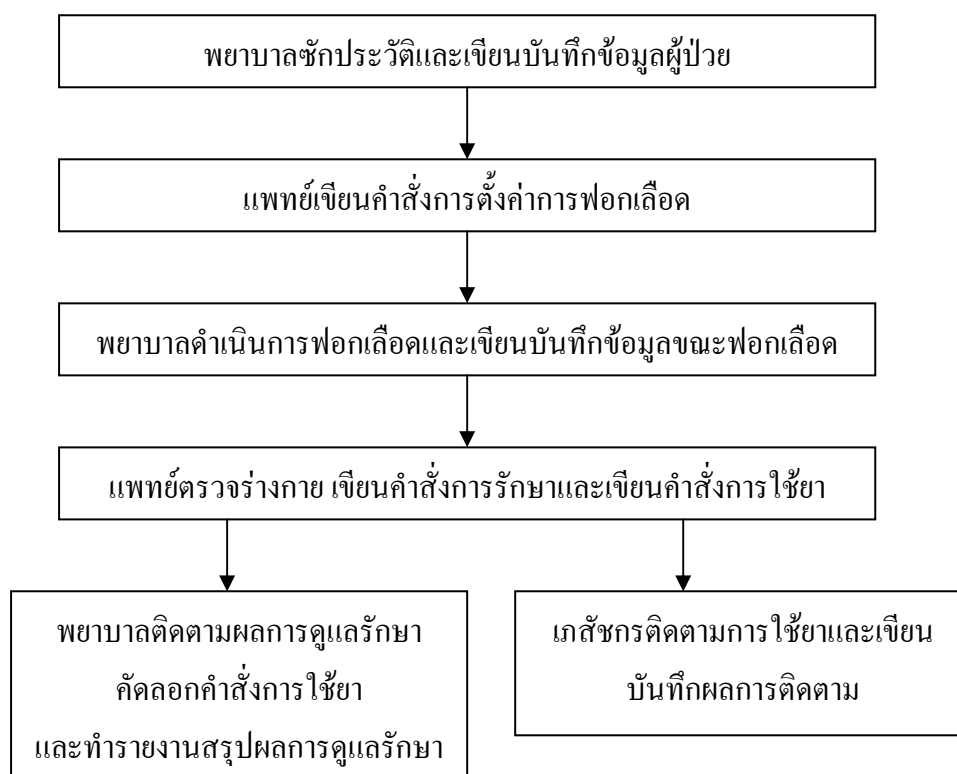 พยาบาลซักประวัติและเขียนบันทึกข้อมูลผู้ป่วย
แพทย์เขียนคำสั่งการตั้งค่าการฟอกเลือด
พยาบาลดำเนินการฟอกเลือดและเขียนบันทึกข้อมูลขณะฟอกเลือด
แพทย์ตรวจร่างกาย เขียนคำสั่งการรักษาและเขียนคำสั่งการใช้ยา
พยาบาลติดตามผลการดูแลรักษา
คัดลอกคำสั่งการใช้ยา
และทำรายงานสรุปผลการดูแลรักษา
เภสัชกรติดตามการใช้ยาและเขียน
บันทึกผลการติดตาม